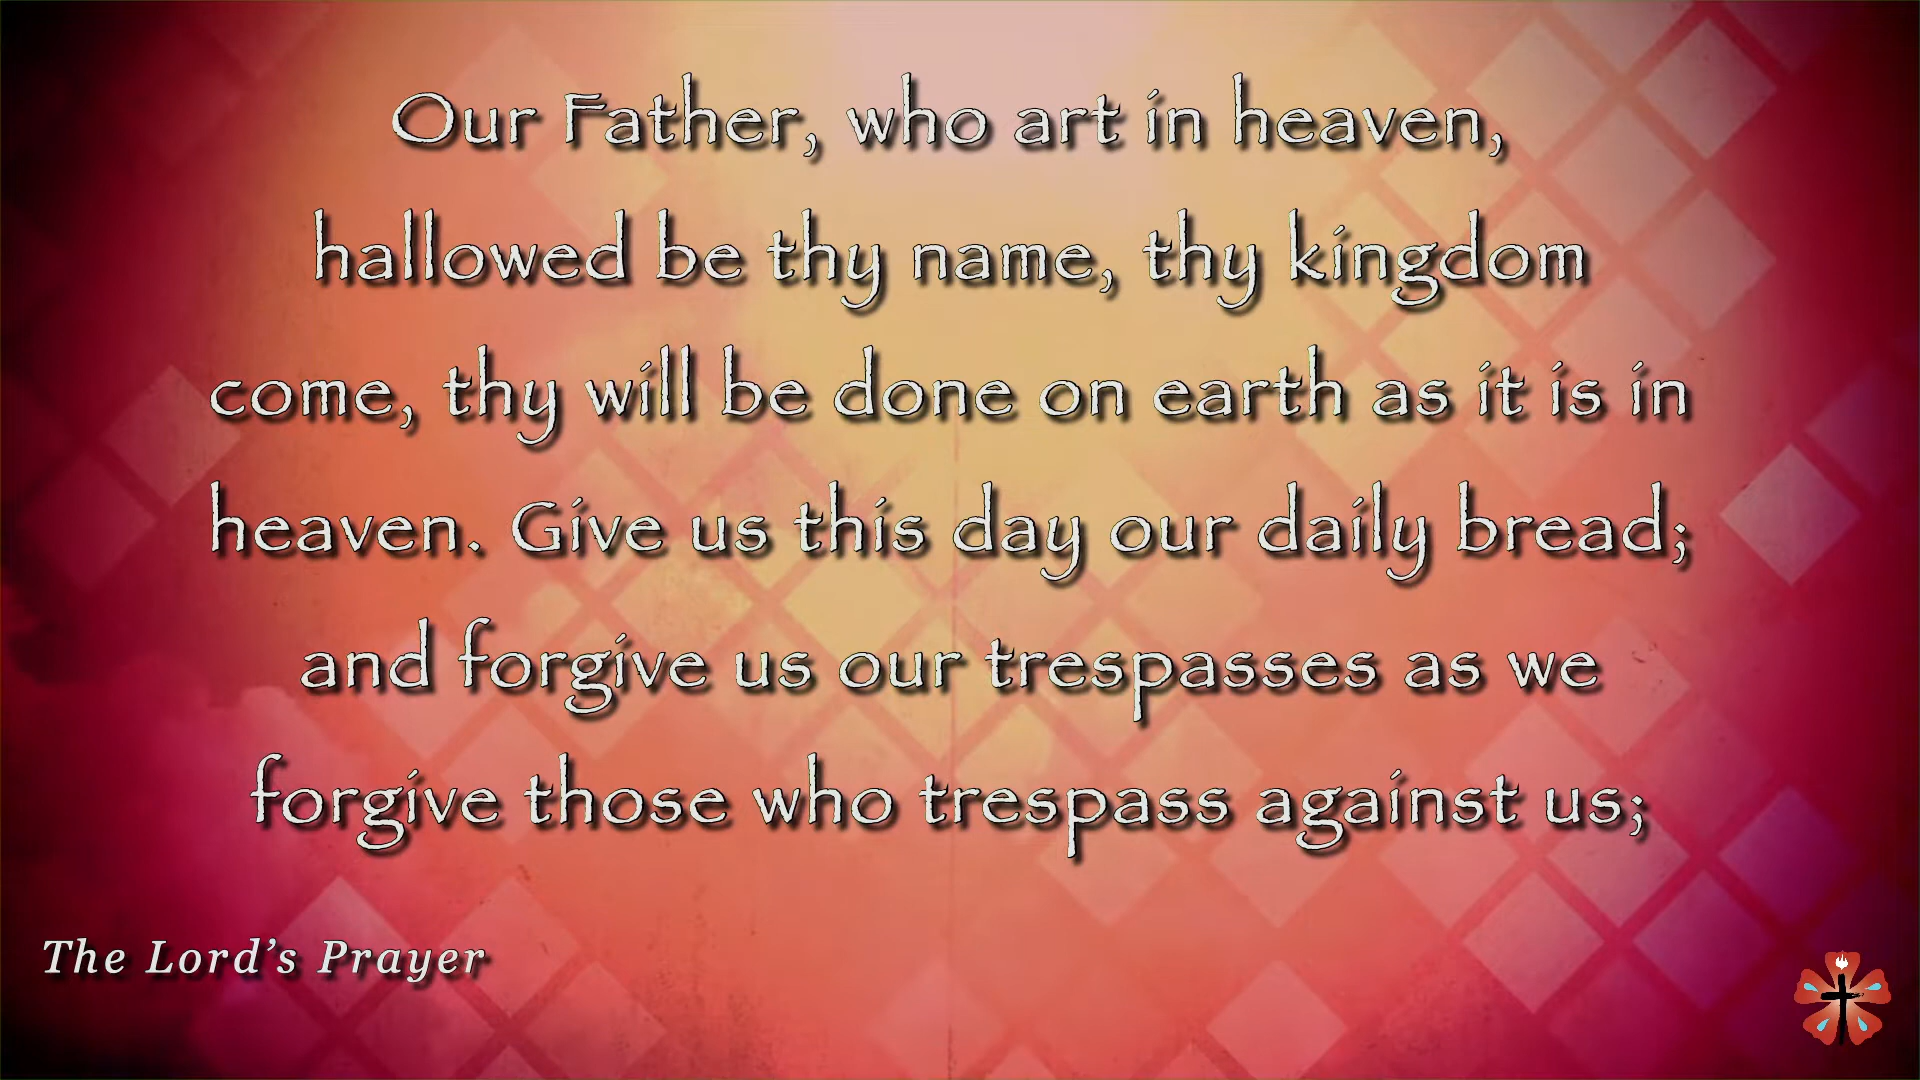 Our Father, who art in heaven,
hallowed be thy name, thy kingdom
come, thy will be done on earth as it is in
heaven. Give us this day our daily bread;
and forgive us our trespasses as we
forgive those who trespass against us;
The Lord’s Prayer